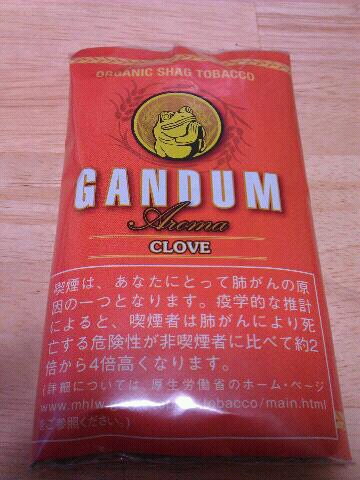 ORGANIC SHAG TOBACCO
GANDUM
Aroma
CLOVE
喫煙は、あなたにとって肺がんの原
因の一つとなります。疫学的な推計
によると、喫煙者は肺がんにより死
亡する危険性が非喫煙者に比べて約2
倍から4倍高くなります。
(詳細については、厚生労働省のホーム・ページ
www.mhlw tobacco/main.html
をご参照ください。)